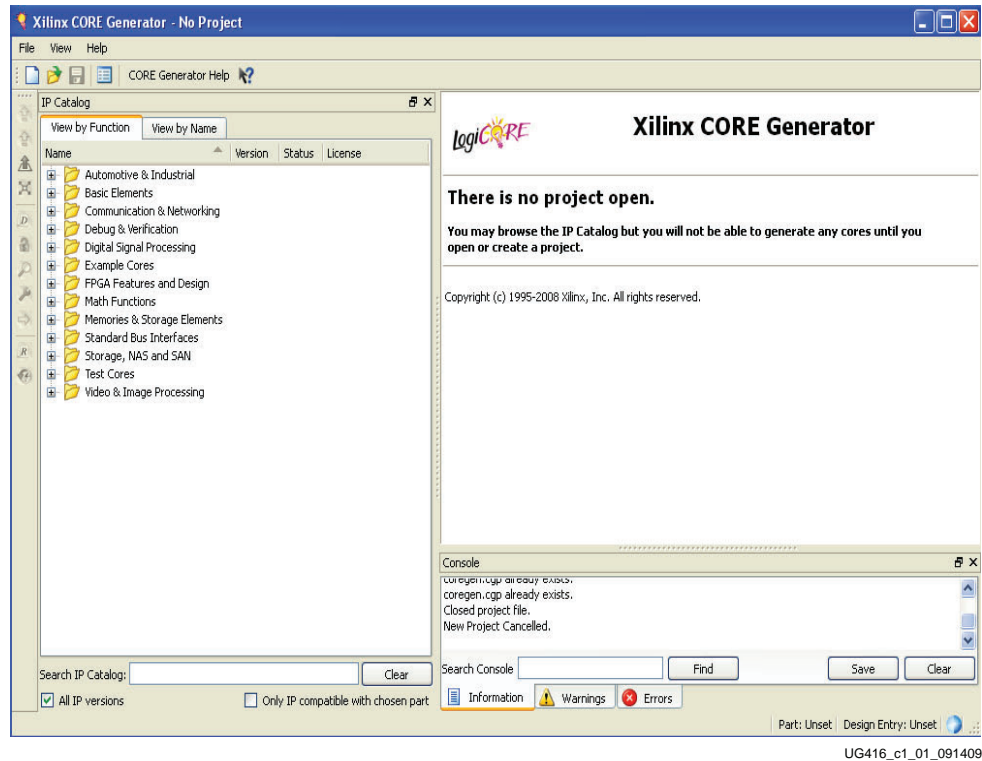 Xilinx CORE Generator - No Project
File View Help
CORE Generator Help
IP Catalog
View by Function View by Name
Name Version Status License
Automotive & Industrial
Basic Elements
Communication & Networking
Debug & Verification
Digital Signal Processing
Example Cores
FPGA Features and Design
Math Functions
Memories & Storage Elements
Standard Bus Interfaces
Storage, NAS and SAN
Test Cores
Video & Image Processing
Search IP Catalog: Clear
All IP versions Only IP compatible with chosen part
logiCORE Xilinx CORE Generator
There is no project open.
You may browse the IP Catalog but you will not be able to generate any cores until you
open or create a project.
Copyright (c) 1995-2008 Xilinx, Inc. All rights reserved.
Console
coregen.cgp already exists.
coregen.cgp already exists.
Closed project file.
New Project Cancelled.
Search Console Find Save Clear
Information Warnings Errors
Part: Unset Design Entry: Unset
UG416_c1_01_091409